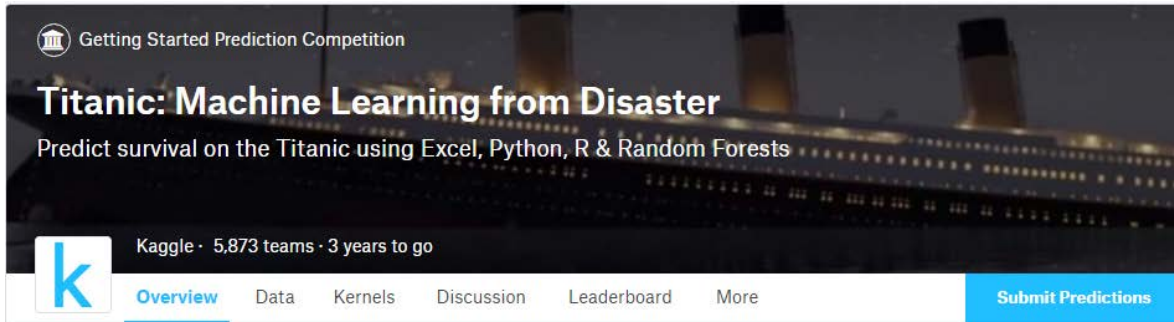 Getting Started Prediction Competition
Titanic: Machine Learning from Disaster
Predict survival on the Titanic using Excel, Python, R & Random Forests
Kaggle · 5,873 teams · 3 years to go
k
Overview Data Kernels Discussion Leaderboard More Submit Predictions